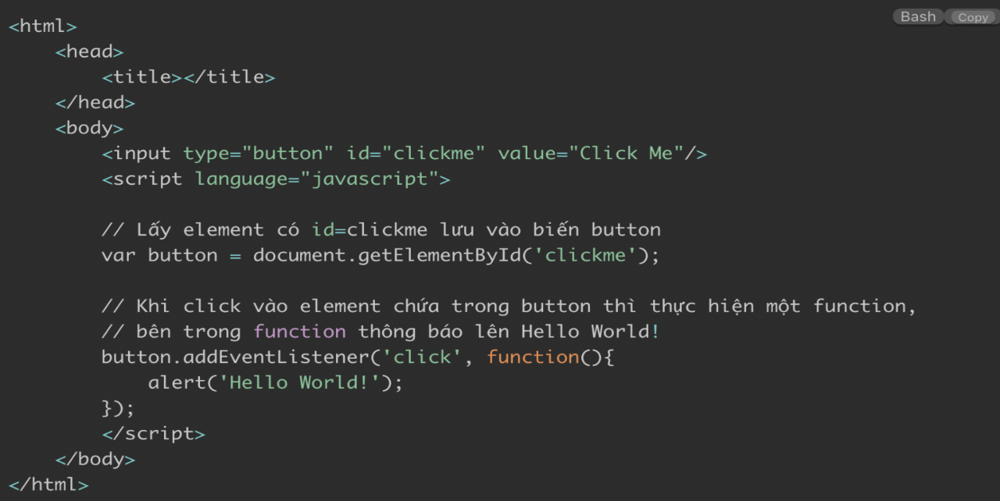 Bash Copy
<html>
    <head>
        <title></title>
    </head>
    <body>
        <input type="button" id="clickme" value="Click Me"/>
        <script language="javascript">

        // Lấy element có id=clickme lưu vào biến button
        var button = document.getElementById('clickme');

        // Khi click vào element chứa trong button thì thực hiện một function,
        // bên trong function thông báo lên Hello World!
        button.addEventListener('click', function(){
            alert('Hello World!');
        });
        </script>
    </body>
</html>